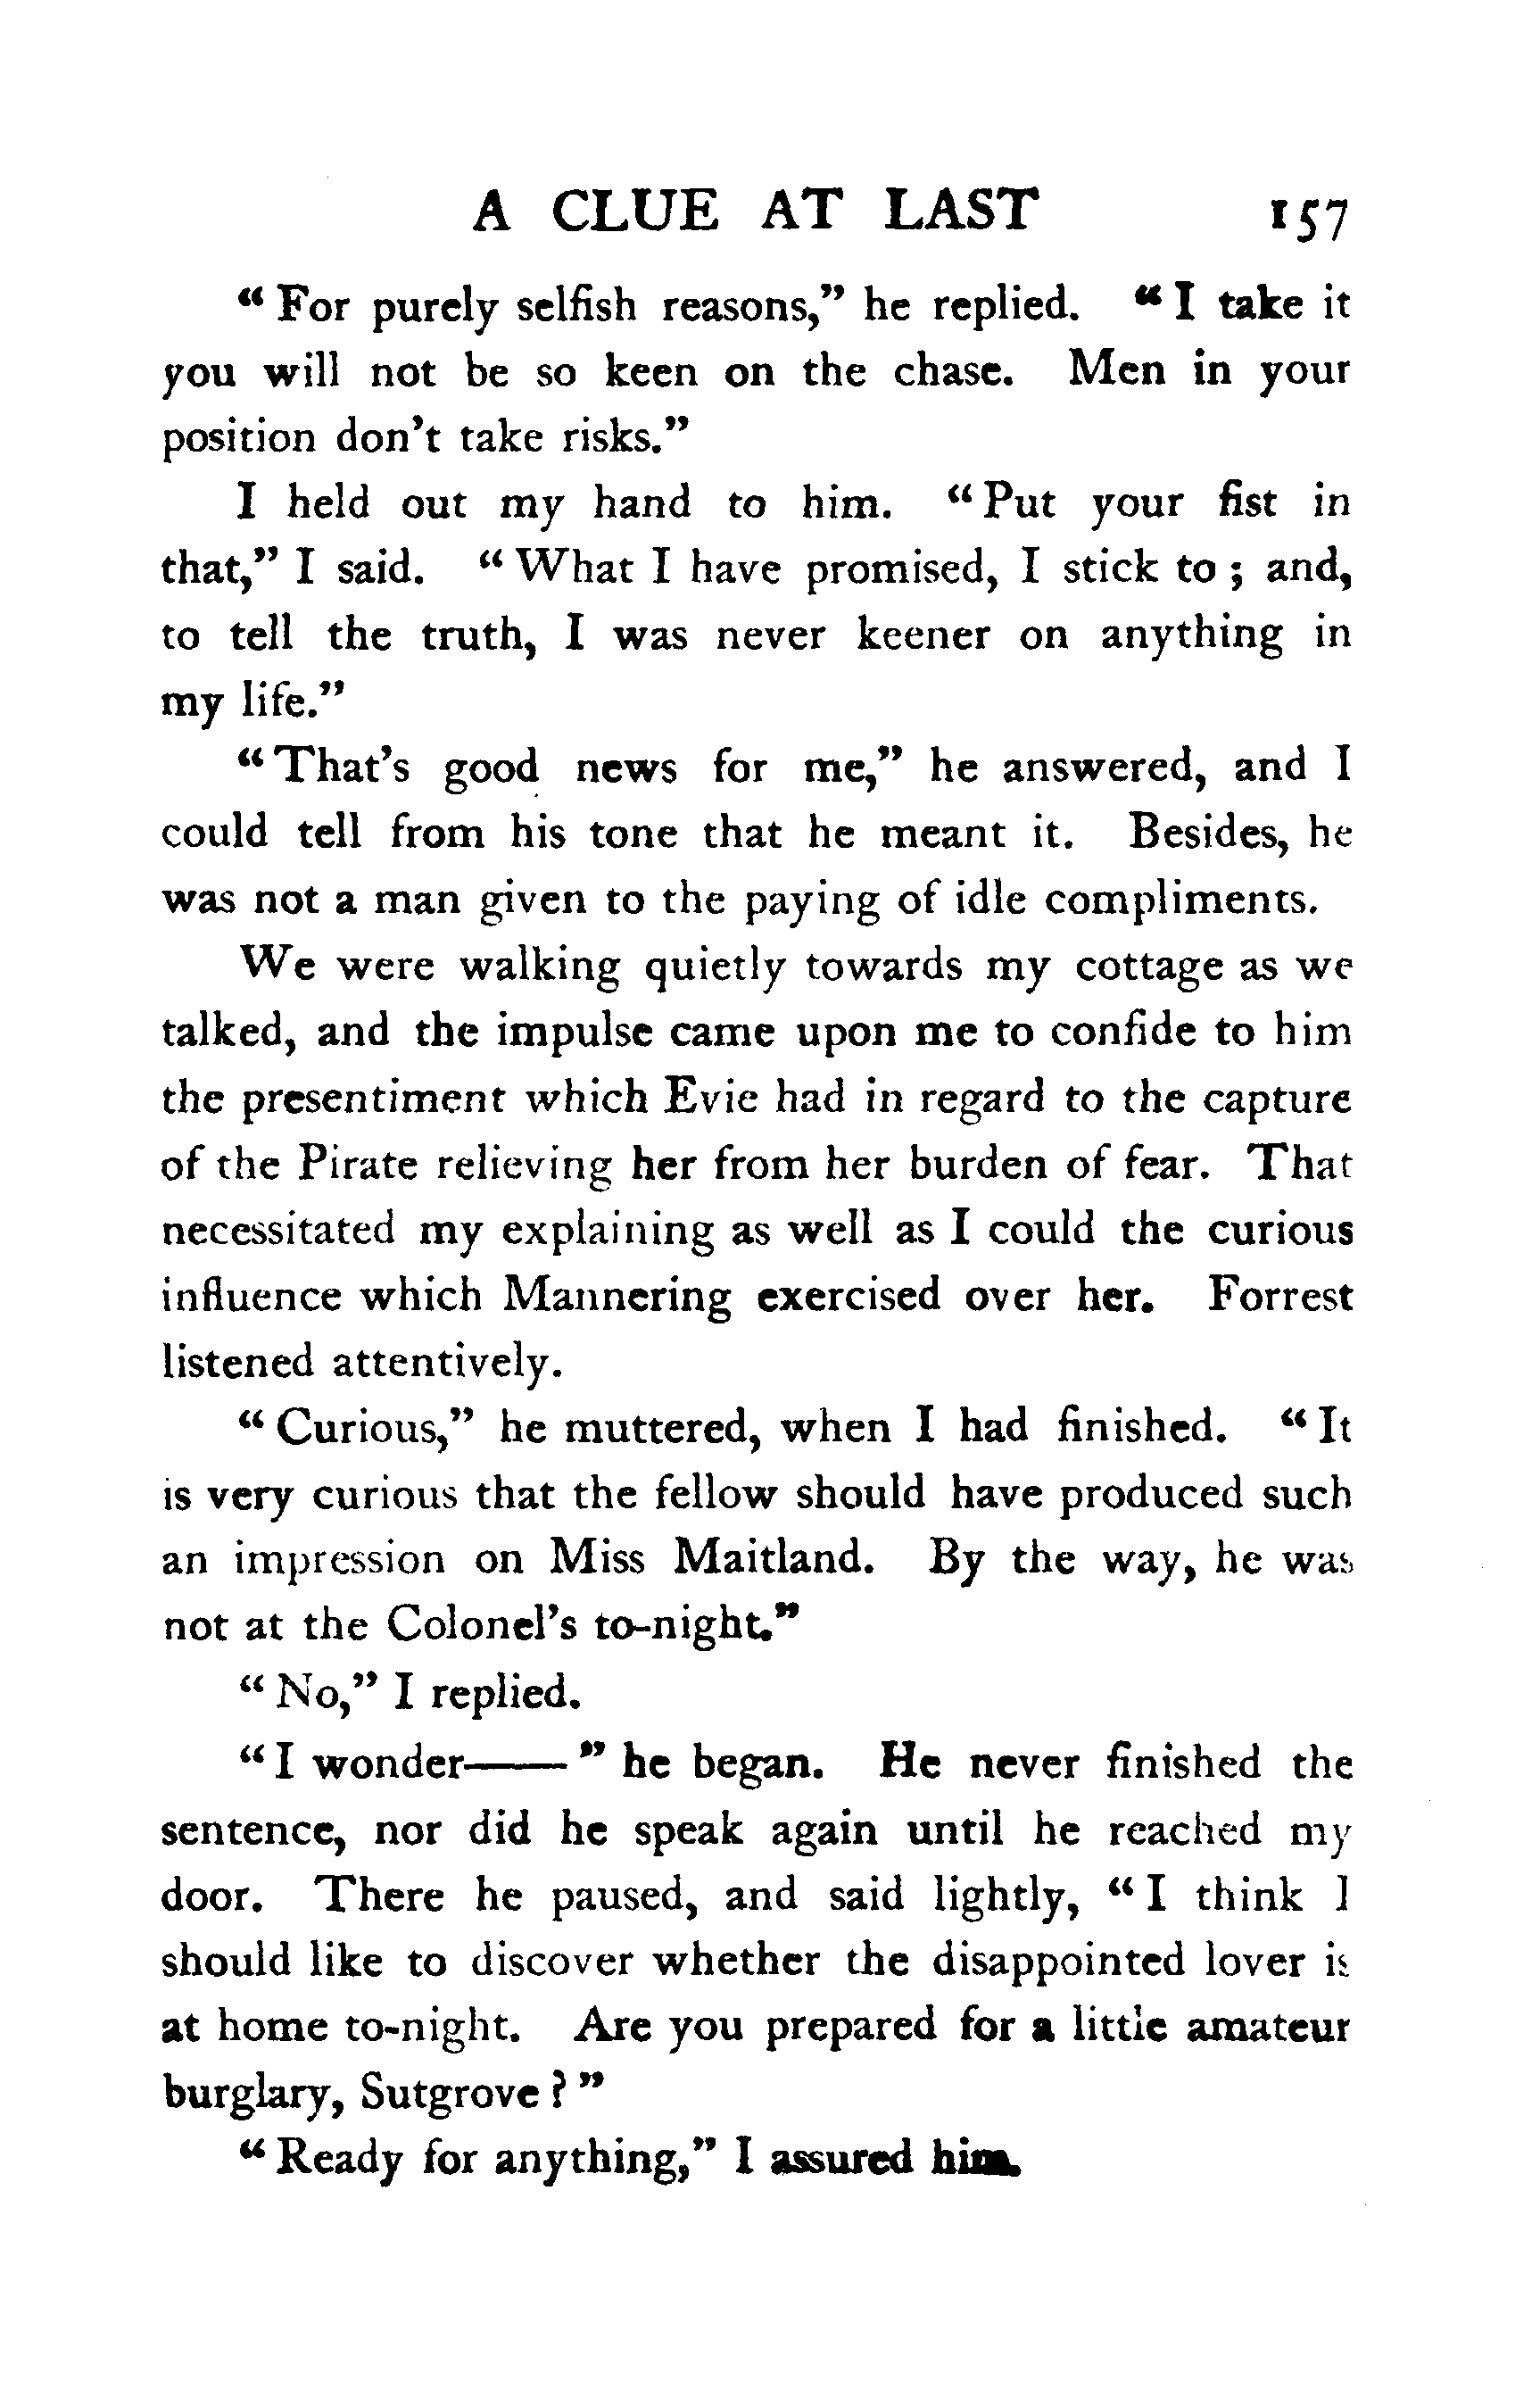 A CLUE AT LAST 157
“ For purely selfish reasons,” he replied. “ I take it
you will not be so keen on the chase. Men in your
position don’t take risks.”
I held out my hand to him. “ Put your fist in
that,” I said. “ What I have promised, I stick to ; and,
to tell the truth, I was never keener on anything in
my life.”
“ That’s good news for me,” he answered, and I
could tell from his tone that he meant it. Besides, he
was not a man given to the paying of idle compliments.
We were walking quietly towards my cottage as we
talked, and the impulse came upon me to confide to him
the presentiment which Evie had in regard to the capture
of the Pirate relieving her from her burden of fear. That
necessitated my explaining as well as I could the curious
influence which Mannering exercised over her. Forrest
listened attentively.
“ Curious,” he muttered, when I had finished. “ It
is very curious that the fellow should have produced such
an impression on Miss Maitland. By the way, he was
not at the Colonel’s to-night.”
“ No,” I replied.
“ I wonder—— ” he began. He never finished the
sentence, nor did he speak again until he reached my
door. There he paused, and said lightly, “ I think I
should like to discover whether the disappointed lover is
at home to-night. Are you prepared for a little amateur
burglary, Sutgrove ? ”
“ Ready for anything,” I assured him.